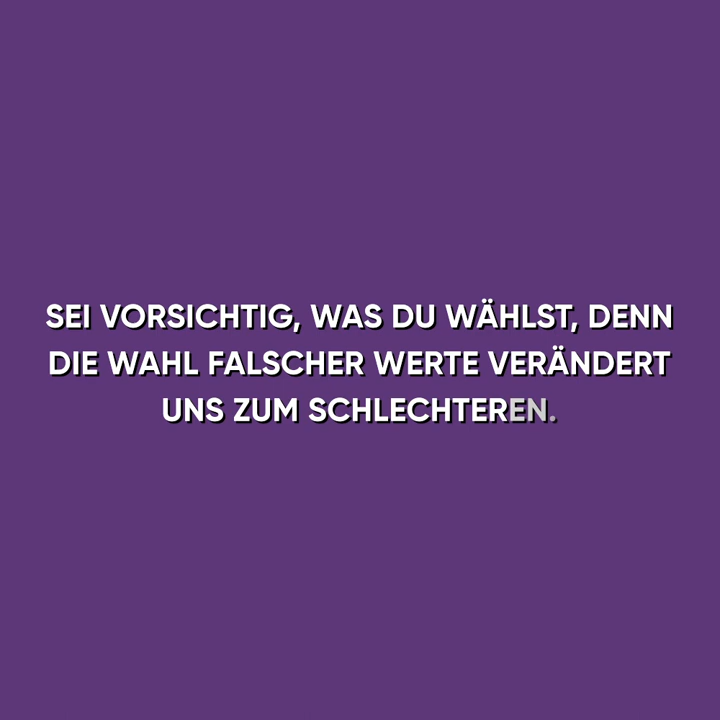 SEI VORSICHTIG, WAS DU WÄHLST, DENN
DIE WAHL FALSCHER WERTE VERÄNDERT
UNS ZUM SCHLECHTEREN.